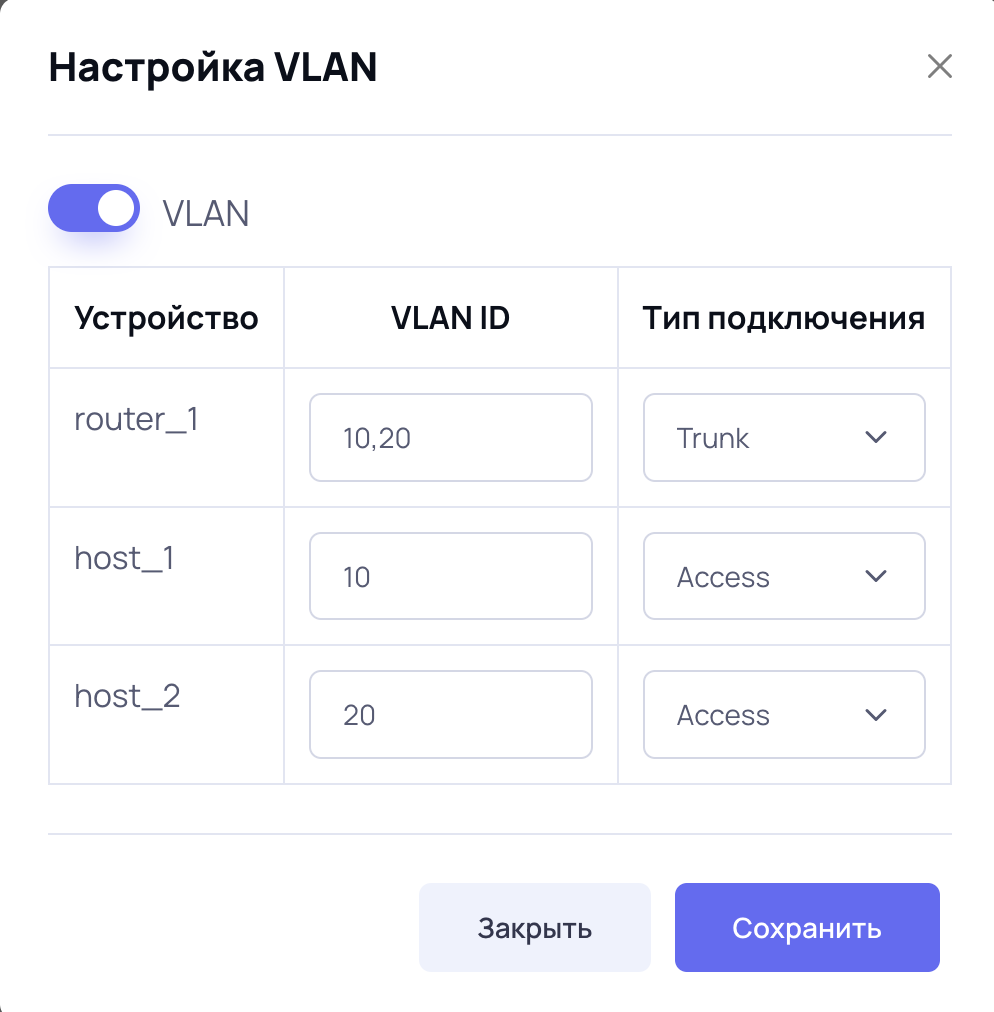 Настройка VLAN
VLAN
Устройство VLAN ID Тип подключения
router_1 10,20 Trunk
host_1 10 Access
host_2 20 Access
Закрыть Сохранить